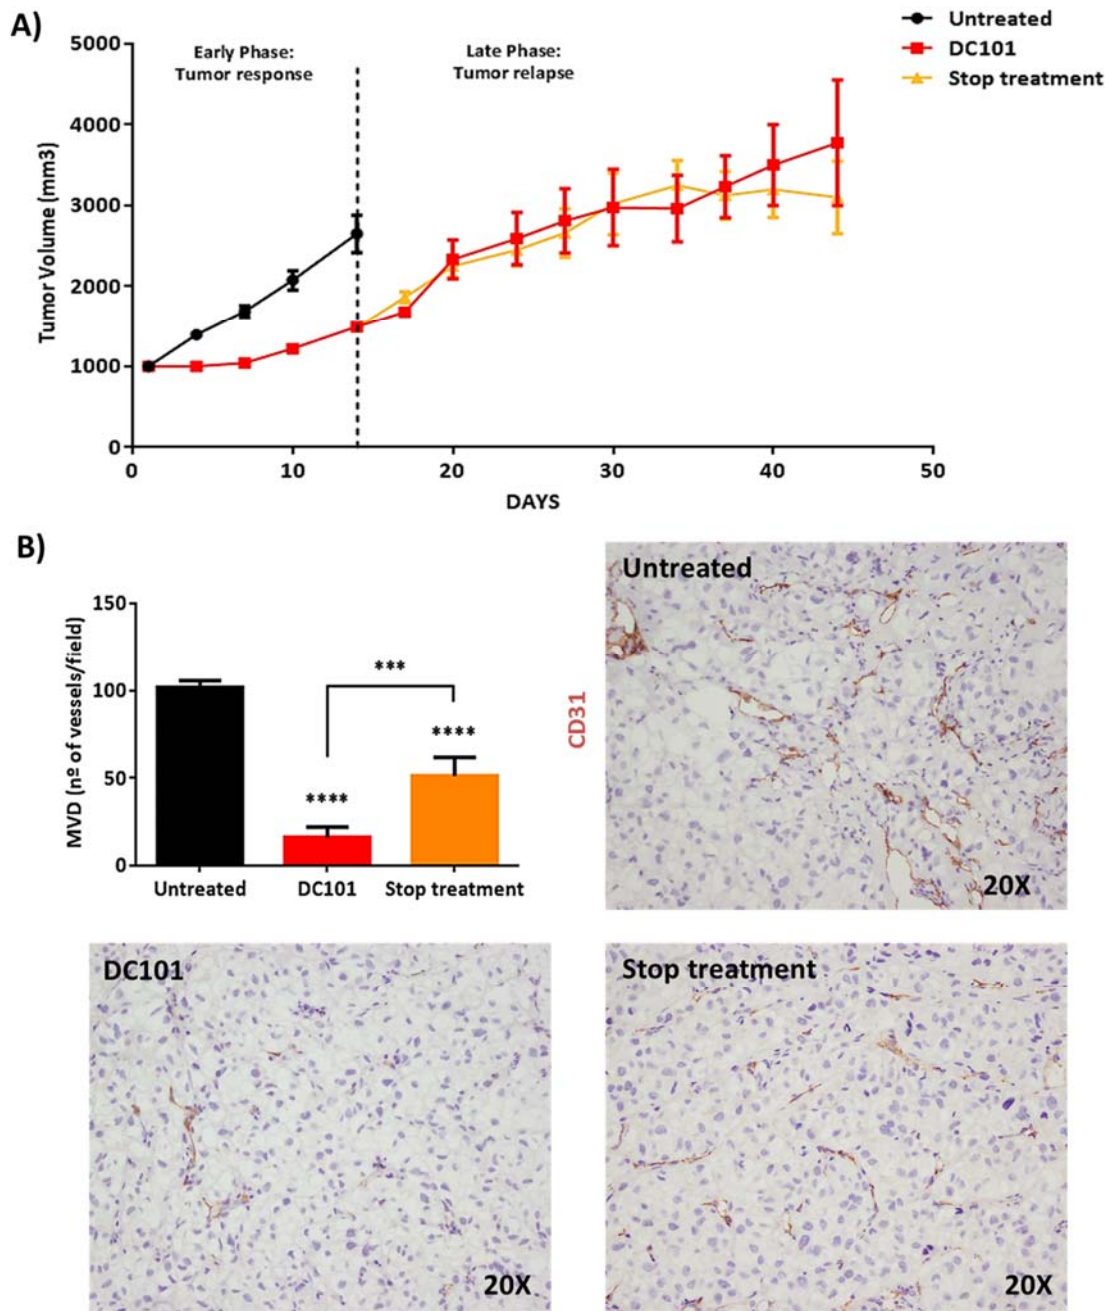 A)
Untreated
DC101
Stop treatment
Early Phase:
Tumor response
Late Phase:
Tumor relapse
Tumor Volume (mm3)
5000
4000
3000
2000
1000
0
0 10 20 30 40 50
DAYS
B)
MVD (nº of vessels/field)
150
100
50
0
***
****
****
Untreated DC101 Stop treatment
CD31
Untreated
20X
DC101
20X
Stop treatment
20X